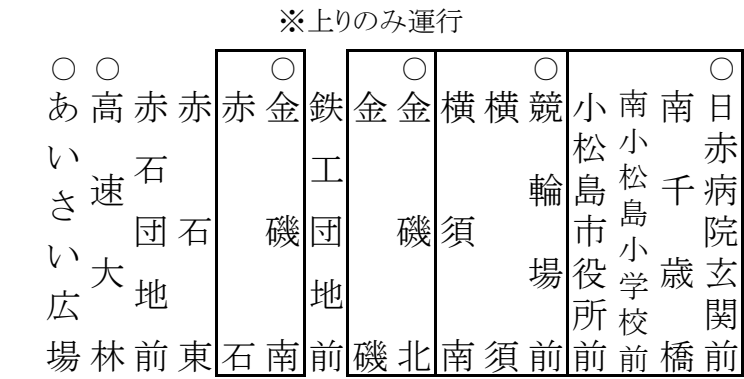 ※上りのみ運行
○日赤病院玄関前
南千歳橋
南小松島小学校前
小松島市役所前
○競輪場前
横須
横須南
○金磯北
金磯
鉄工団地前
○金磯南
赤石
赤石東
赤石団地前
○高速大林
○あいさい広場